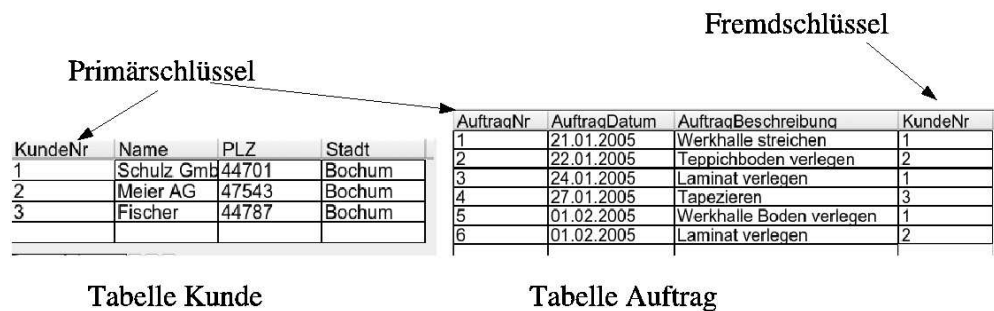 Fremdschlüssel
Primärschlüssel
KundeNr Name PLZ Stadt
1 Schulz Gmb 44701 Bochum
2 Meier AG 47543 Bochum
3 Fischer 44787 Bochum
AuftragNr AuftragDatum AuftragBeschreibung KundeNr
1 21.01.2005 Werkhalle streichen 1
2 22.01.2005 Teppichboden verlegen 2
3 24.01.2005 Laminat verlegen 1
4 27.01.2005 Tapezieren 3
5 01.02.2005 Werkhalle Boden verlegen 1
6 01.02.2005 Laminat verlegen 2
Tabelle Kunde
Tabelle Auftrag